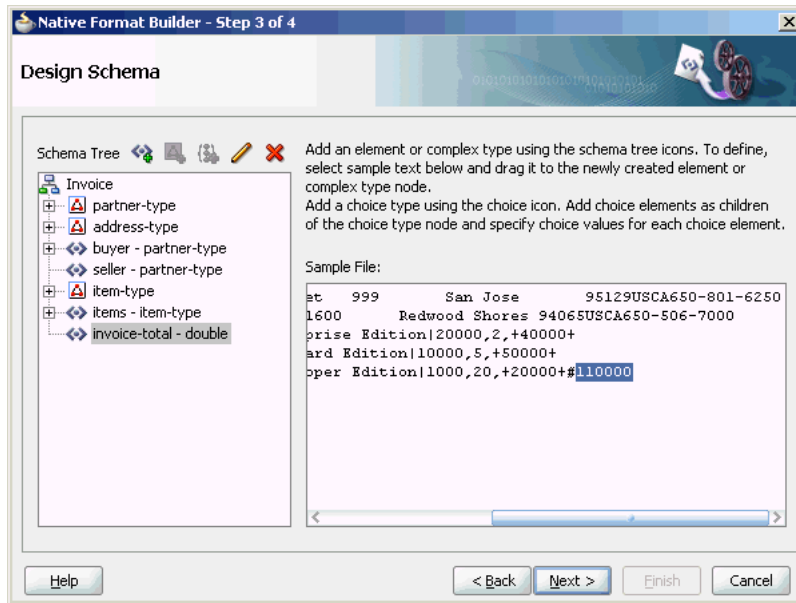 Native Format Builder - Step 3 of 4
Design Schema
Schema Tree
Invoice
partner-type
address-type
buyer - partner-type
seller - partner-type
item-type
items - item-type
invoice-total - double
Add an element or complex type using the schema tree icons. To define,
select sample text below and drag it to the newly created element or
complex type node.
Add a choice type using the choice icon. Add choice elements as children
of the choice type node and specify choice values for each choice element.
Sample File:
et 999 San Jose 95129USCA650-801-6250
1600 Redwood Shores 94065USCA650-506-7000
prise Edition|20000,2,+40000+
ard Edition|10000,5,+50000+
oper Edition|1000,20,+20000+#110000
Help
< Back
Next >
Finish
Cancel